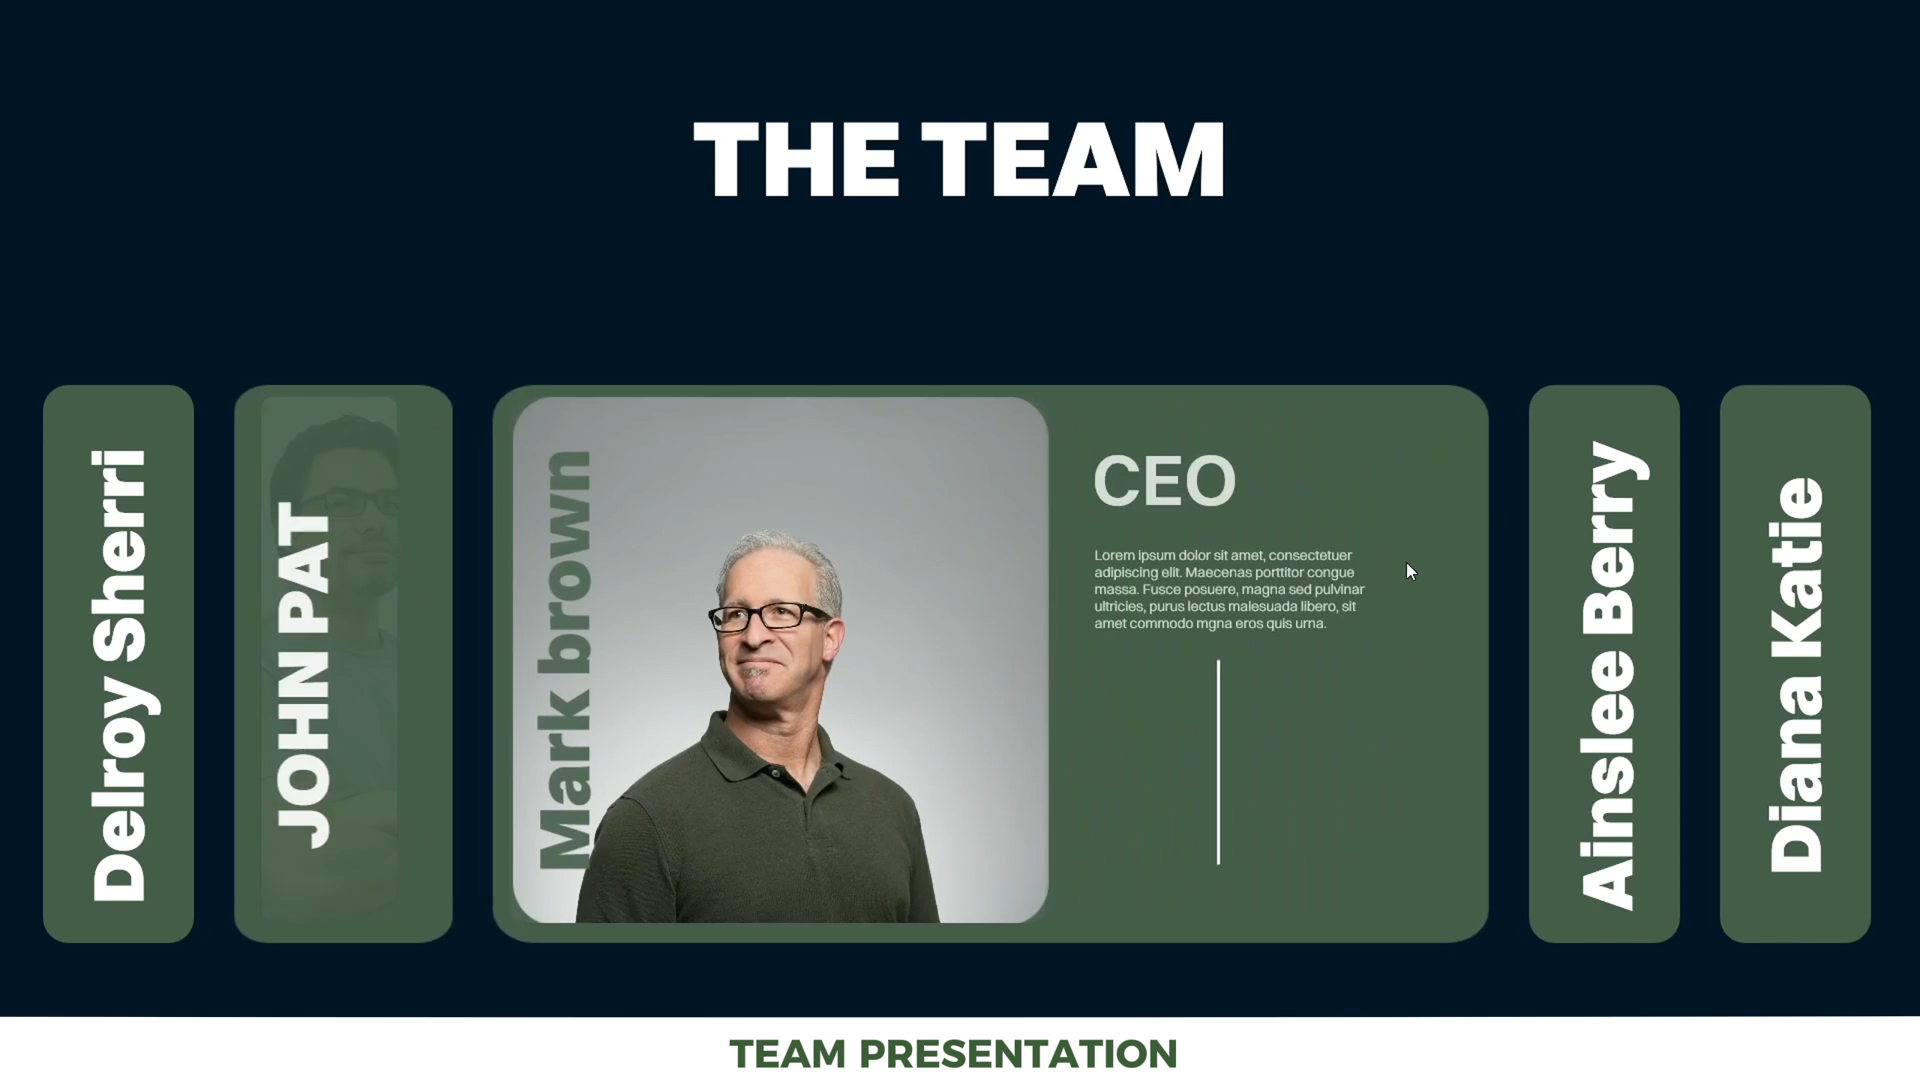 THE TEAM
Delroy Sherri
JOHN PAT
Mark brown
CEO
Lorem ipsum dolor sit amet, consectetuer
adipiscing elit. Maecenas porttitor congue
massa. Fusce posuere, magna sed pulvinar
ultricies, purus lectus malesuada libero, sit
amet commodo mgna eros quis urna.
Ainslee Berry
Diana Katie
TEAM PRESENTATION